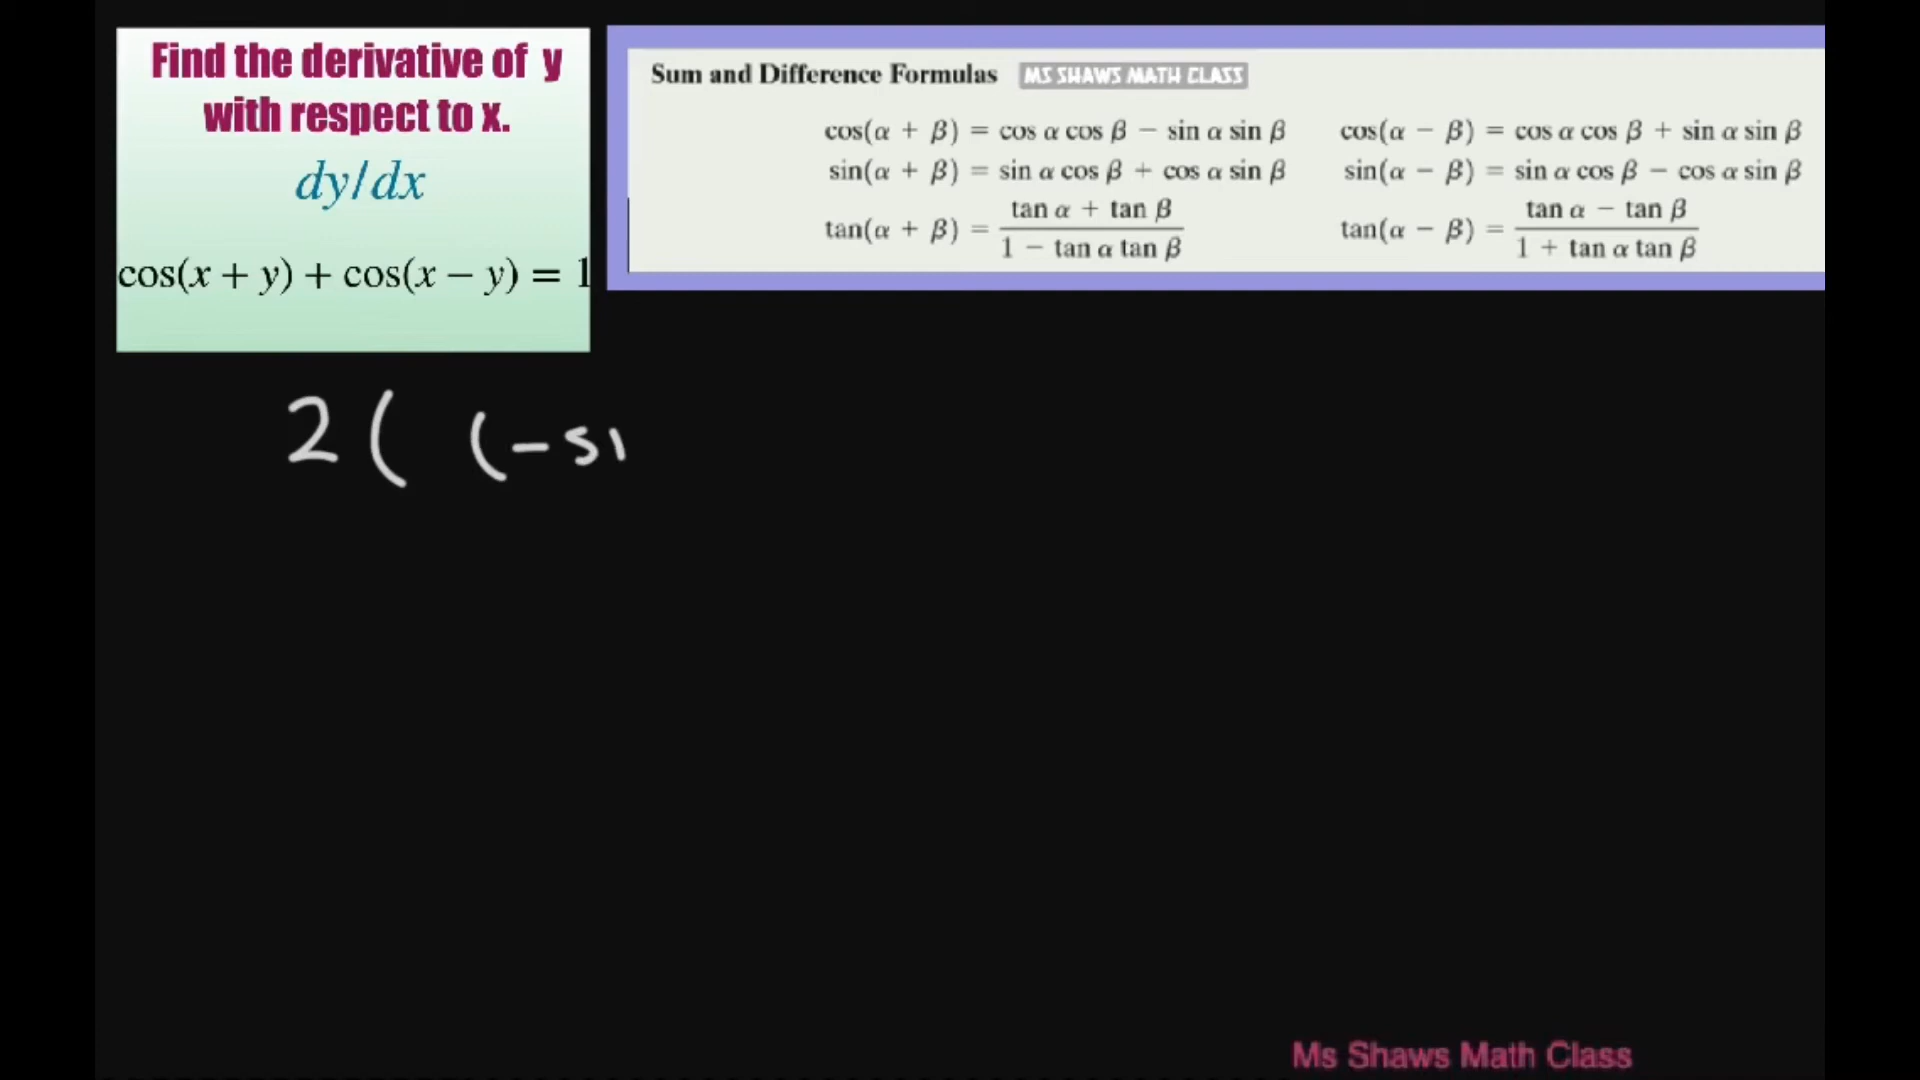 Find the derivative of y
with respect to x.
dy/dx
cos(x + y) + cos(x − y) = 1
Sum and Difference Formulas MS SHAWS MATH CLASS
cos(α + β) = cos α cos β − sin α sin β
cos(α − β) = cos α cos β + sin α sin β
sin(α + β) = sin α cos β + cos α sin β
sin(α − β) = sin α cos β − cos α sin β
tan(α + β) = (tan α + tan β) / (1 − tan α tan β)
tan(α − β) = (tan α − tan β) / (1 + tan α tan β)
2 ( (-si
Ms Shaws Math Class